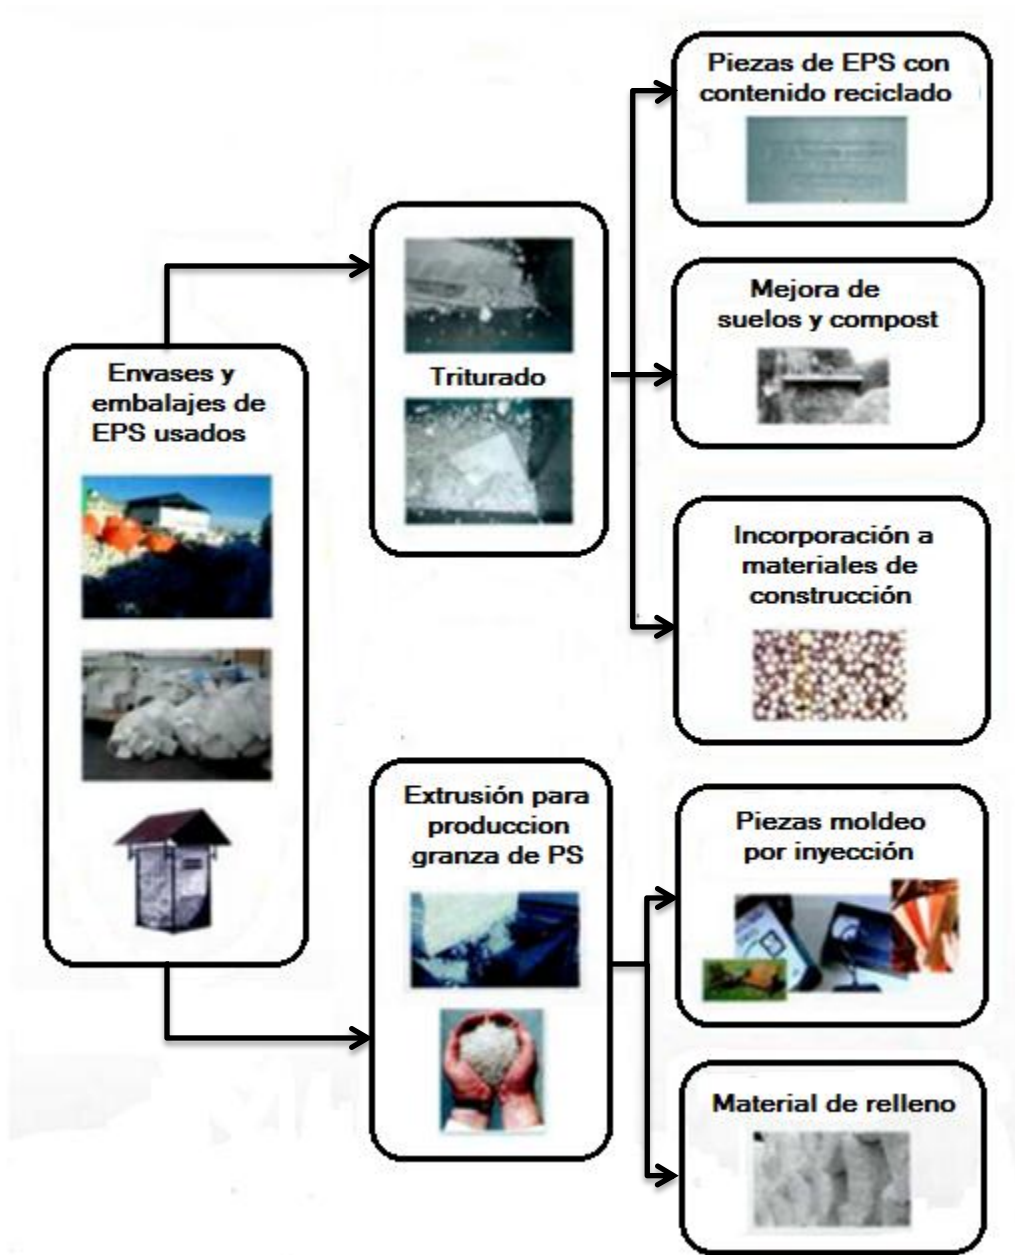 Piezas de EPS con
contenido reciclado
Mejora de
suelos y compost
Triturado
Envases y
embalajes de
EPS usados
Incorporación a
materiales de
construcción
Extrusión para
produccion
granza de PS
Piezas moldeo
por inyección
Material de relleno